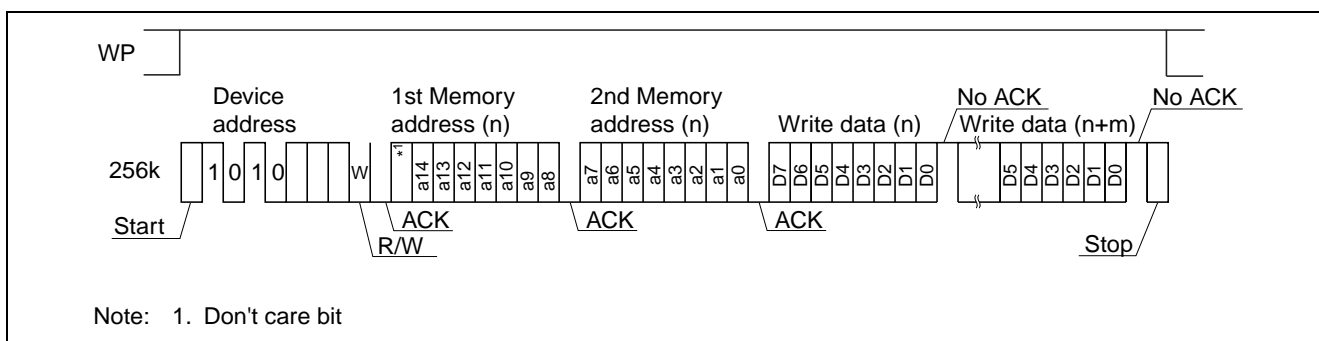 WP
Device address
1st Memory address (n)
2nd Memory address (n)
Write data (n)
No ACK
Write data (n+m)
No ACK
256k
1 0 1 0
W
*1 a14 a13 a12 a11 a10 a9 a8
a7 a6 a5 a4 a3 a2 a1 a0
D7 D6 D5 D4 D3 D2 D1 D0
D5 D4 D3 D2 D1 D0
Start
R/W
ACK
ACK
ACK
Stop
Note: 1. Don't care bit